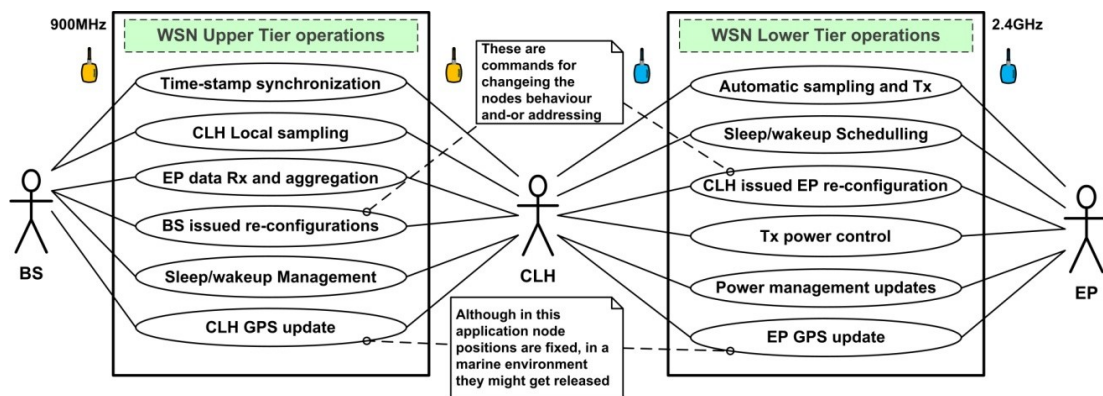 900MHz
WSN Upper Tier operations
Time-stamp synchronization
CLH Local sampling
EP data Rx and aggregation
BS issued re-configurations
Sleep/wakeup Management
CLH GPS update
BS
These are
commands for
changeing the
nodes behaviour
and-or addressing
CLH
Although in this
application node
positions are fixed, in a
marine environment
they might get released
WSN Lower Tier operations
2.4GHz
Automatic sampling and Tx
Sleep/wakeup Schedulling
CLH issued EP re-configuration
Tx power control
Power management updates
EP GPS update
EP